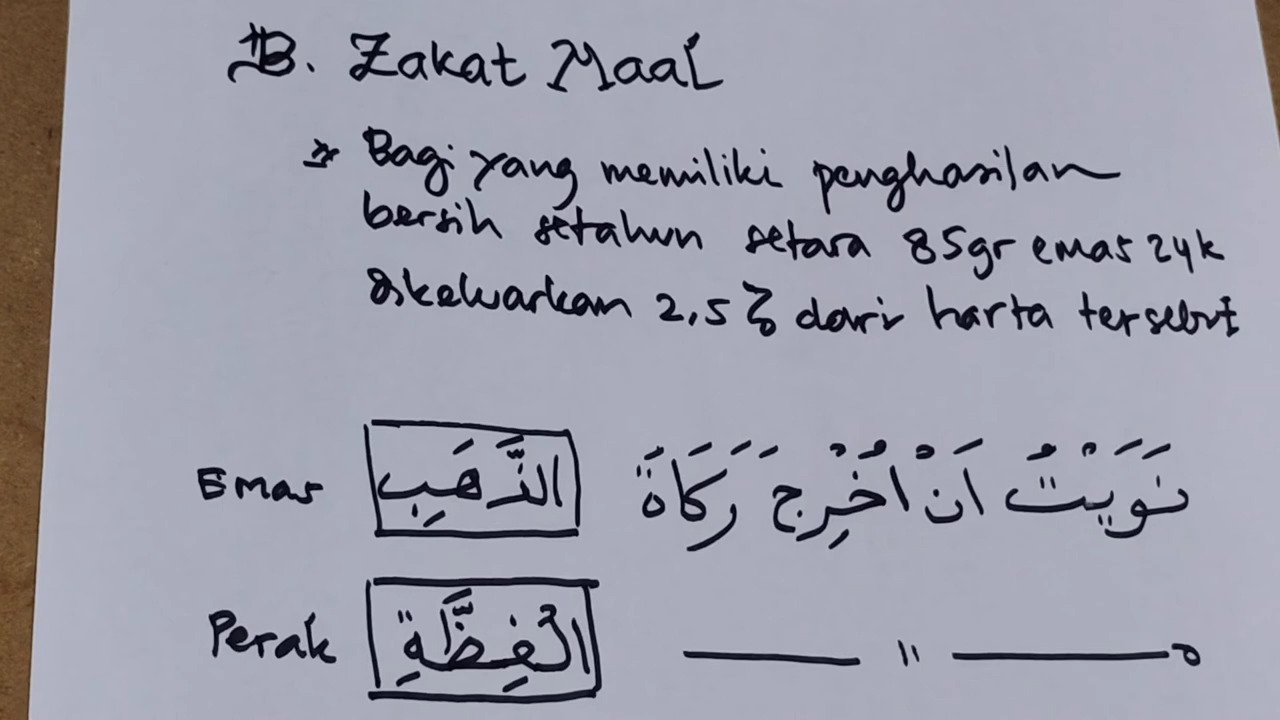 B. Zakat Maal
» Bagi yang memiliki penghasilan
bersih setahun setara 85gr emas 24k
dikeluarkan 2,5% dari harta tersebut
Emas الذَّهَبِ نَوَيْتُ اَنْ اُخْرِجَ زَكَاةَ
Perak الْفِظَّةِ —— 〃 ——